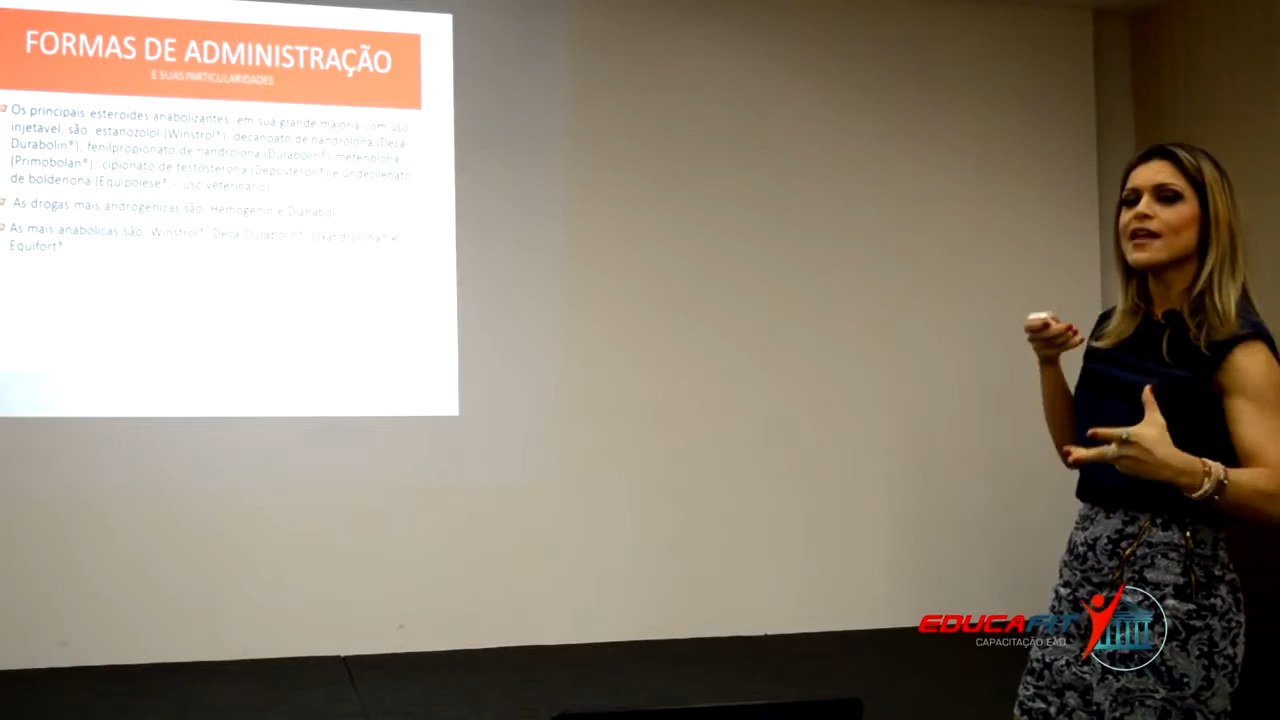 FORMAS DE ADMINISTRAÇÃO
E SUAS PARTICULARIDADES
Os principais esteroides anabolizantes, em sua grande maioria com uso
injetável, são: estanozolol (Winstrol®), decanoato de nandrolona (Deca
Durabolin®), fenilpropionato de nandrolona (Durabolin®), metenolona
(Primobolan®), cipionato de testosterona (Deposteron®) e undecilenato
de boldenona (Equipoise® – uso veterinário).
As drogas mais androgênicas são: Hemogenin e Dianabol
As mais anabólicas são: Winstrol®, Deca Durabolin®, Oxandrolona® e
Equifort®
EDUCAFIT
CAPACITAÇÃO EAD